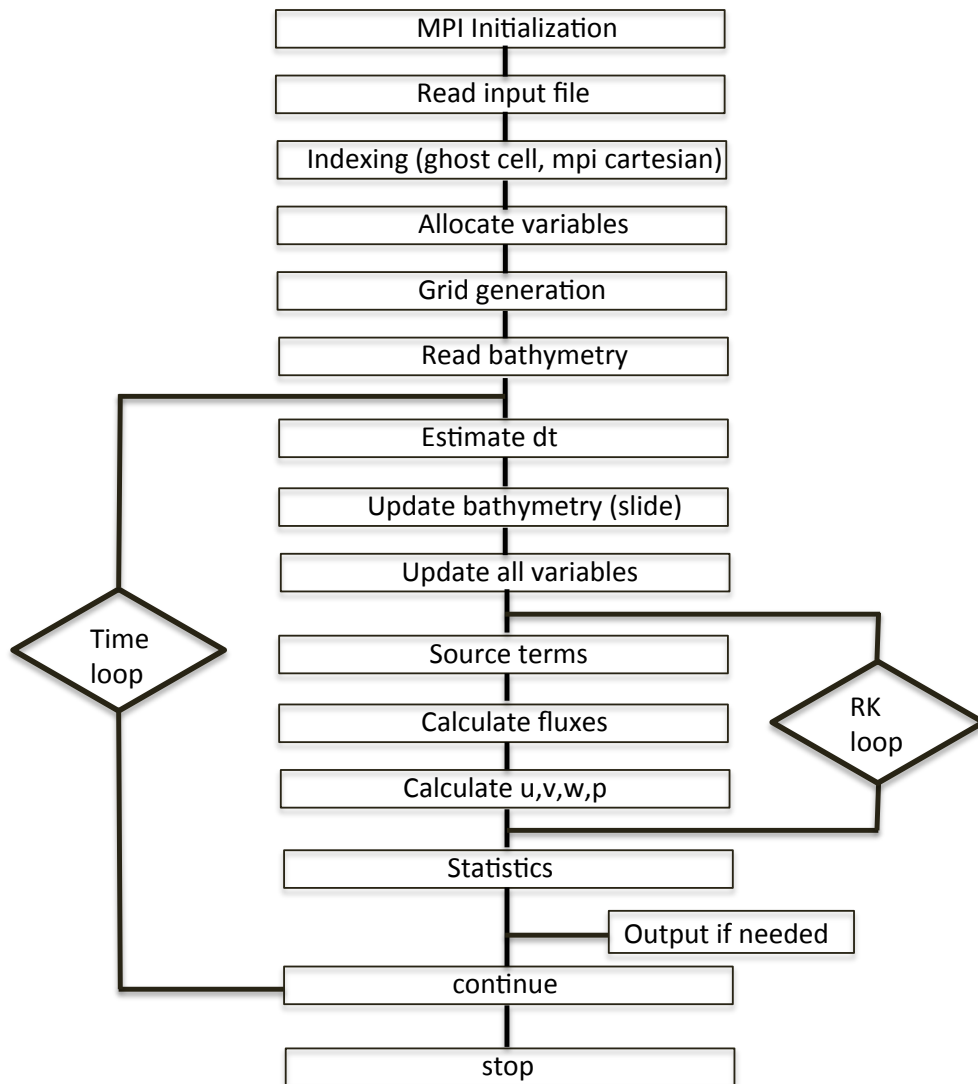 MPI Initialization
Read input file
Indexing (ghost cell, mpi cartesian)
Allocate variables
Grid generation
Read bathymetry
Estimate dt
Update bathymetry (slide)
Update all variables
Time
loop
Source terms
Calculate fluxes
RK
loop
Calculate u,v,w,p
Statistics
Output if needed
continue
stop